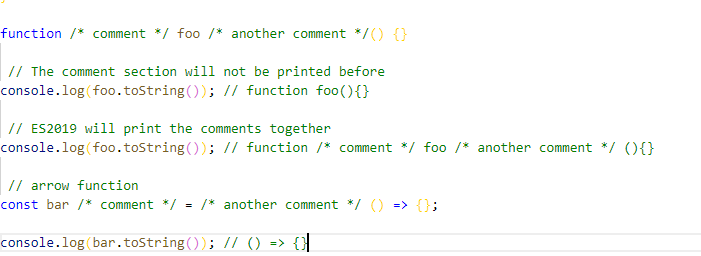 function /* comment */ foo /* another comment */() {}
// The comment section will not be printed before
console.log(foo.toString()); // function foo(){}
// ES2019 will print the comments together
console.log(foo.toString()); // function /* comment */ foo /* another comment */ (){}
// arrow function
const bar /* comment */ = /* another comment */ () => {};
console.log(bar.toString()); // () => {}